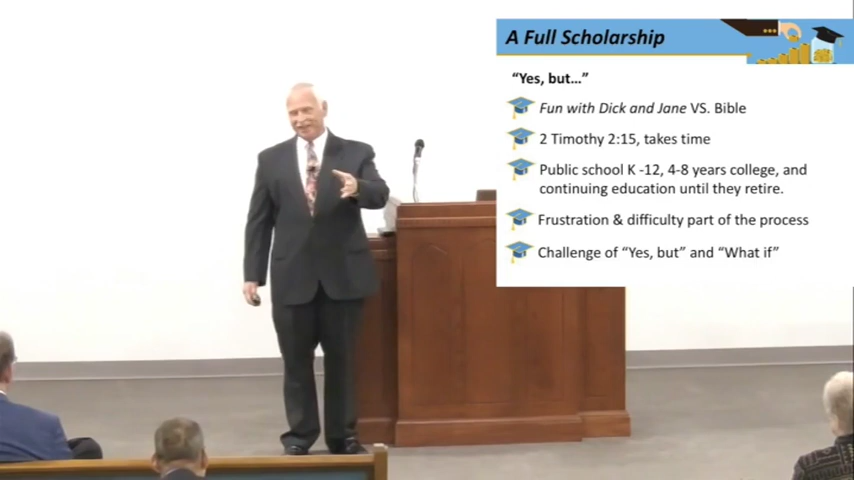 A Full Scholarship
“Yes, but...”
Fun with Dick and Jane VS. Bible
2 Timothy 2:15, takes time
Public school K -12, 4-8 years college, and
continuing education until they retire.
Frustration & difficulty part of the process
Challenge of “Yes, but” and “What if”